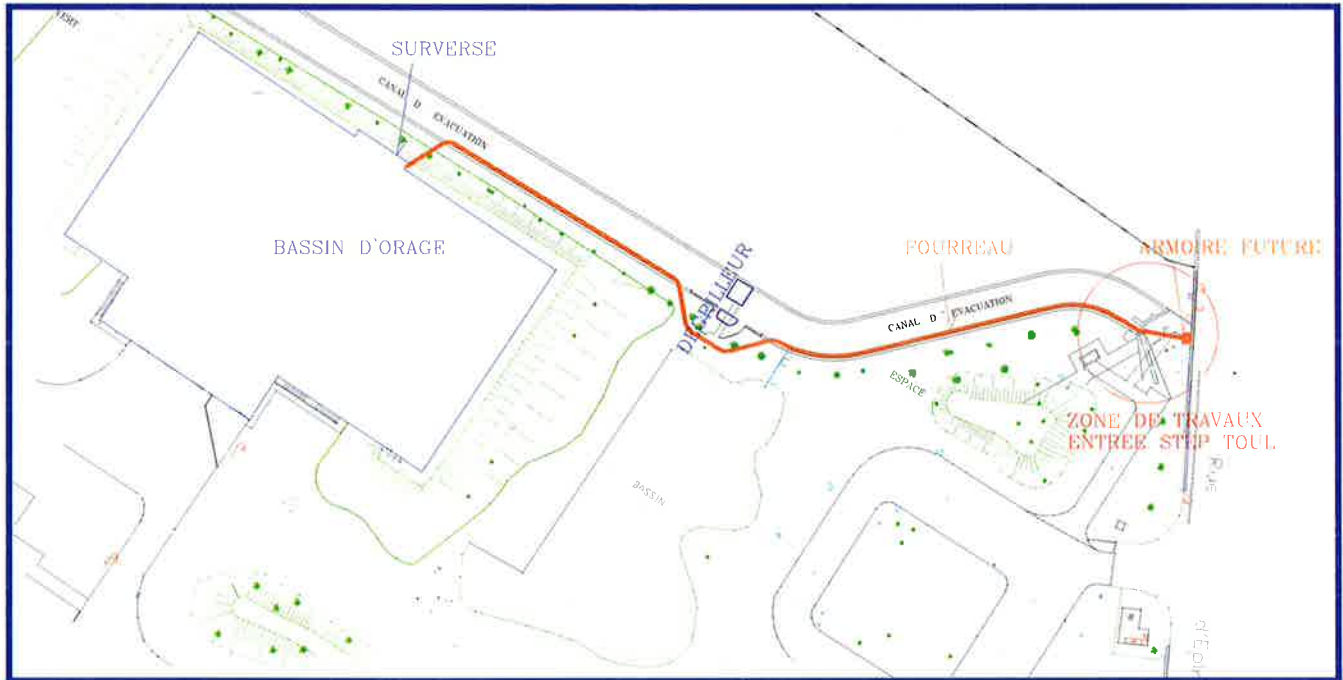 SURVERSE
CANAL D EVACUATION
BASSIN D'ORAGE
DEGRILLEUR
FOURREAU
ARMOIRE FUTURE
CANAL D EVACUATION
ESPACE
ZONE DE TRAVAUX
ENTREE STEP TOUL
BASSIN
Rue